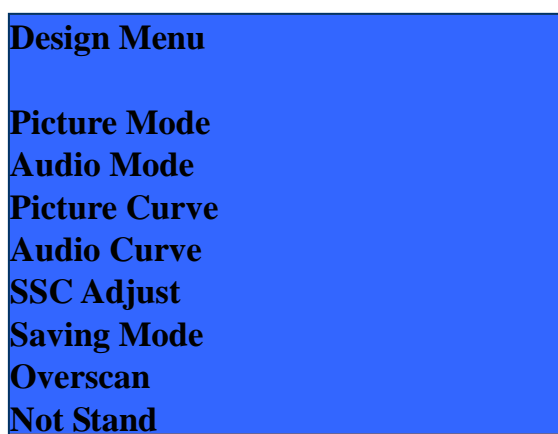 Design Menu
Picture Mode
Audio Mode
Picture Curve
Audio Curve
SSC Adjust
Saving Mode
Overscan
Not Stand